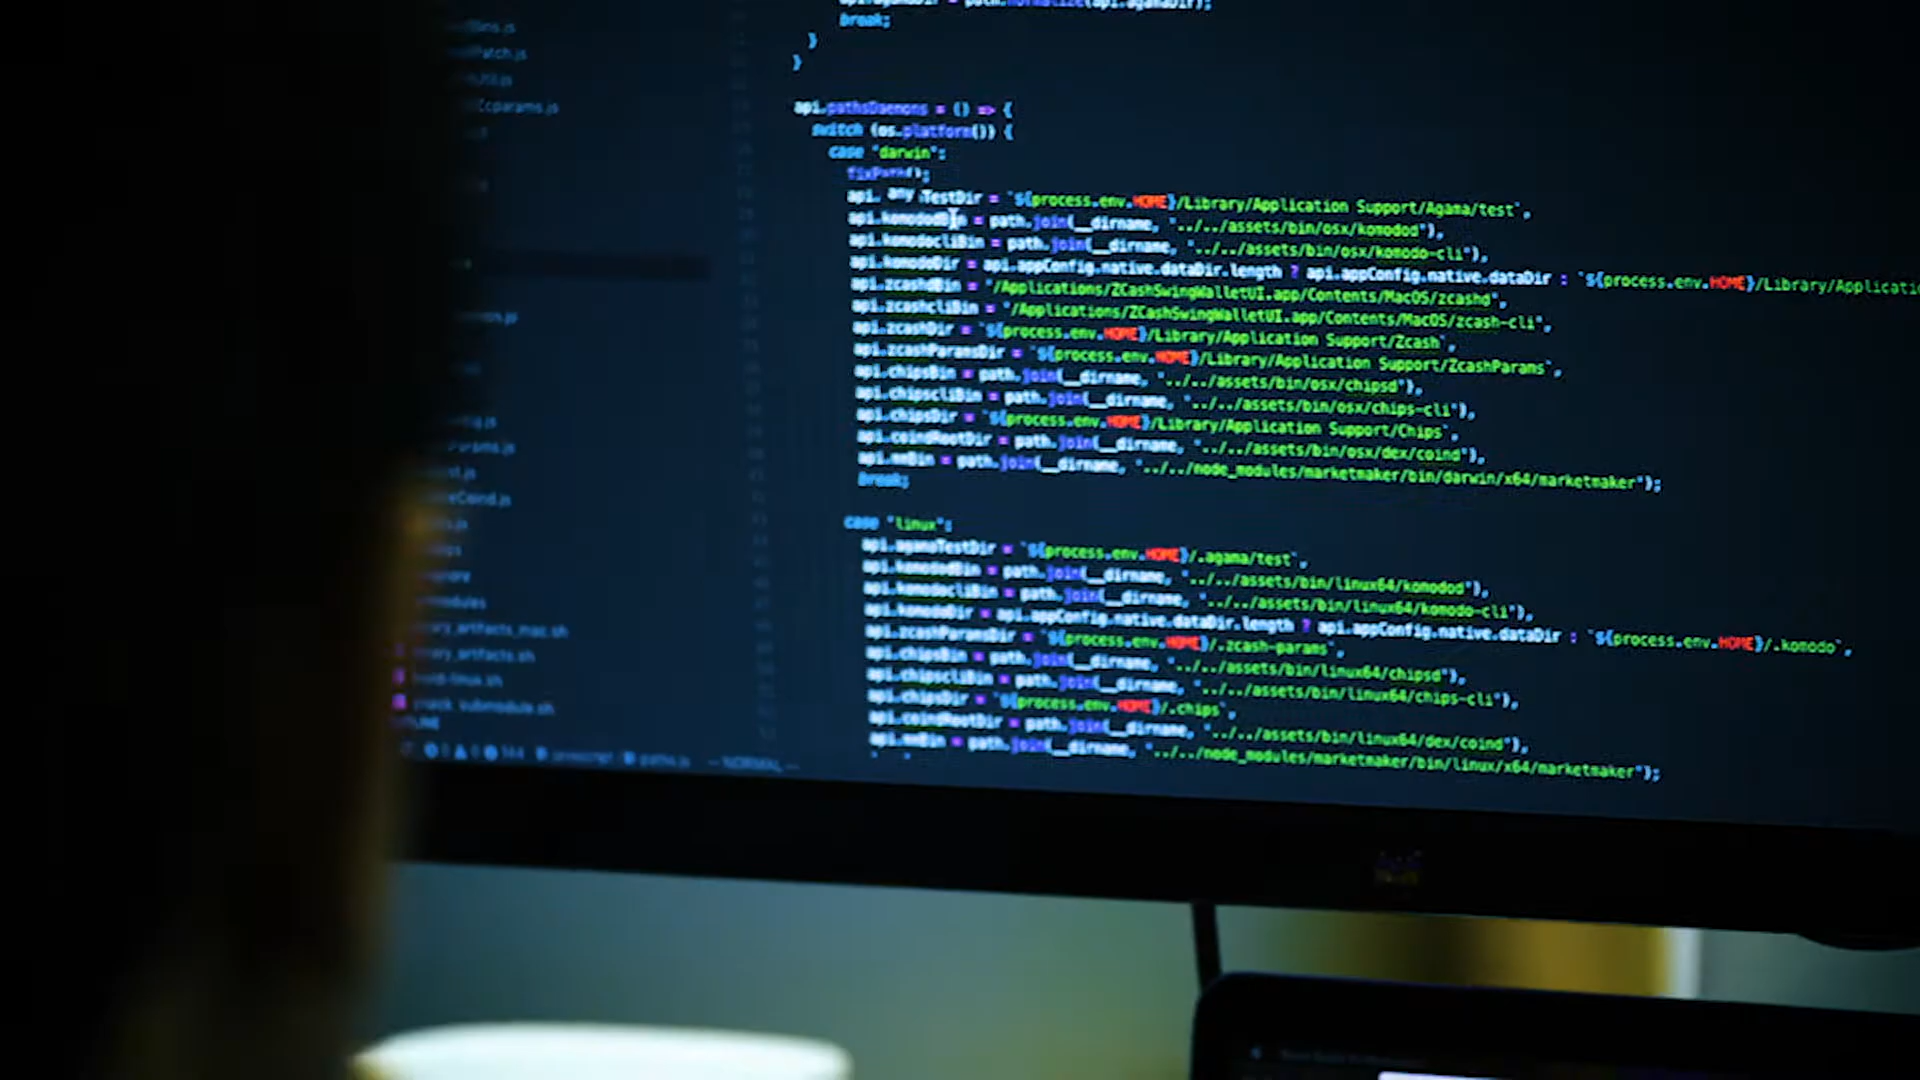 break;
}
}
api.pathsDaemons = () => {
switch (os.platform()) {
case "darwin":
fixPath();
api. any .TestDir = `${process.env.HOME}/Library/Application Support/Agama/test`,
api.komododBin = path.join(__dirname, "../../assets/bin/osx/komodod"),
api.komodocliBin = path.join(__dirname, "../../assets/bin/osx/komodo-cli"),
api.komodoDir = api.appConfig.native.dataDir.length ? api.appConfig.native.dataDir : `${process.env.HOME}/Library/Applicatio
api.zcashdBin = "/Applications/ZCashSwingWalletUI.app/Contents/MacOS/zcashd",
api.zcashcliBin = "/Applications/ZCashSwingWalletUI.app/Contents/MacOS/zcash-cli",
api.zcashDir = `${process.env.HOME}/Library/Application Support/Zcash`,
api.zcashParamsDir = `${process.env.HOME}/Library/Application Support/ZcashParams`,
api.chipsBin = path.join(__dirname, "../../assets/bin/osx/chipsd"),
api.chipscliBin = path.join(__dirname, "../../assets/bin/osx/chips-cli"),
api.chipsDir = `${process.env.HOME}/Library/Application Support/Chips`,
api.coindRootDir = path.join(__dirname, "../../assets/bin/osx/dex/coind"),
api.mmBin = path.join(__dirname, "../../node_modules/marketmaker/bin/darwin/x64/marketmaker");
break;
case "linux":
api.agamaTestDir = `${process.env.HOME}/.agama/test`,
api.komododBin = path.join(__dirname, "../../assets/bin/linux64/komodod"),
api.komodocliBin = path.join(__dirname, "../../assets/bin/linux64/komodo-cli"),
api.komodoDir = api.appConfig.native.dataDir.length ? api.appConfig.native.dataDir : `${process.env.HOME}/.komodo`,
api.zcashParamsDir = `${process.env.HOME}/.zcash-params`,
api.chipsBin = path.join(__dirname, "../../assets/bin/linux64/chipsd"),
api.chipscliBin = path.join(__dirname, "../../assets/bin/linux64/chips-cli"),
api.chipsDir = `${process.env.HOME}/.chips`,
api.coindRootDir = path.join(__dirname, "../../assets/bin/linux64/dex/coind"),
api.mmBin = path.join(__dirname, "../../node_modules/marketmaker/bin/linux/x64/marketmaker");